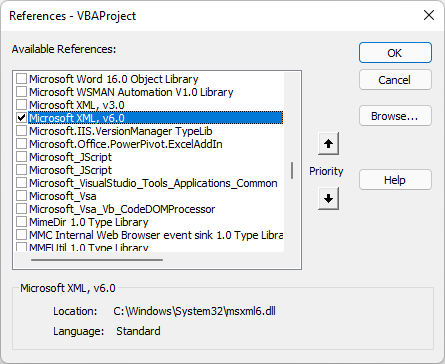 References - VBAProject
Available References:
OK
Microsoft Word 16.0 Object Library
Microsoft WSMAN Automation V1.0 Library
Cancel
Microsoft XML, v3.0
Microsoft XML, v6.0
Browse...
Microsoft.IIS.VersionManager TypeLib
Microsoft.Office.PowerPivot.ExcelAddIn
Microsoft_JScript
Microsoft_JScript
Priority
Help
Microsoft_VisualStudio_Tools_Applications_Common
Microsoft_Vsa
Microsoft_Vsa_Vb_CodeDOMProcessor
MimeDir 1.0 Type Library
MMC Internal Web Browser event sink 1.0 Type Libra
MMEUtil 1.0 Type Library
Microsoft XML, v6.0
Location: C:\Windows\System32\msxml6.dll
Language: Standard